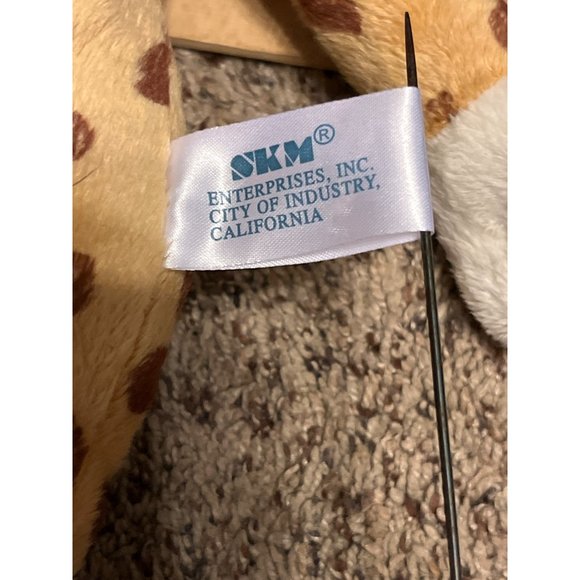 SKM®
ENTERPRISES, INC.
CITY OF INDUSTRY,
CALIFORNIA